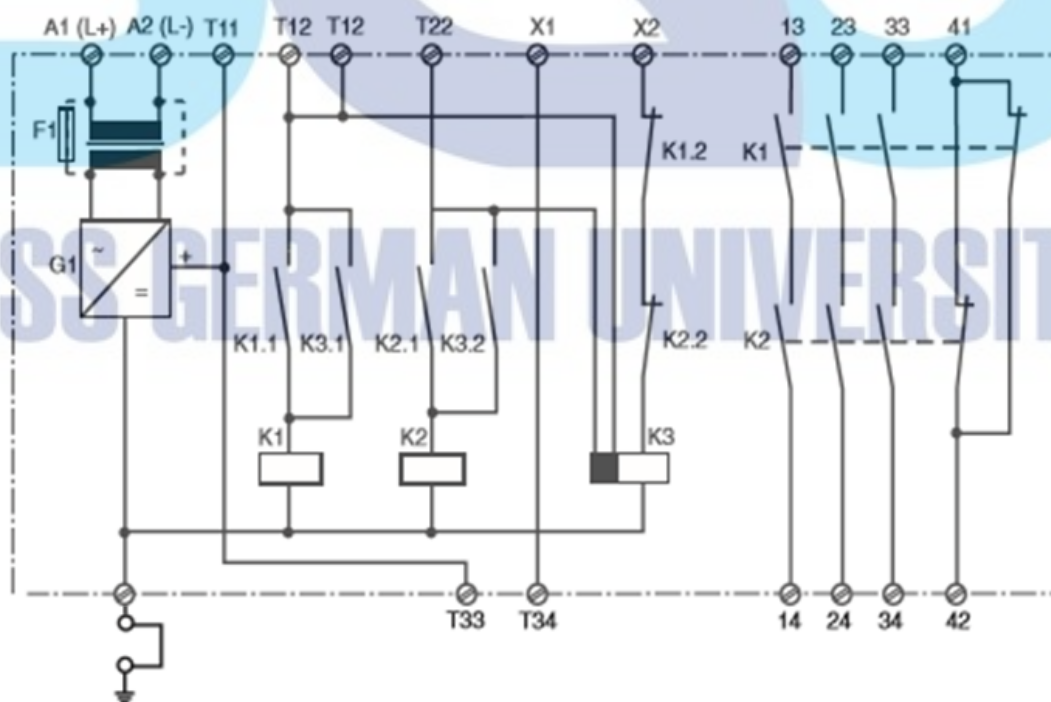 A1 (L+) A2 (L-) T11 T12 T12 T22 X1 X2 13 23 33 41
F1
K1.2 K1
G1 ~ + =
SS GERMAN UNIVERSIT
K1.1 K3.1 K2.1 K3.2 K2.2 K2
K1 K2 K3
T33 T34 14 24 34 42